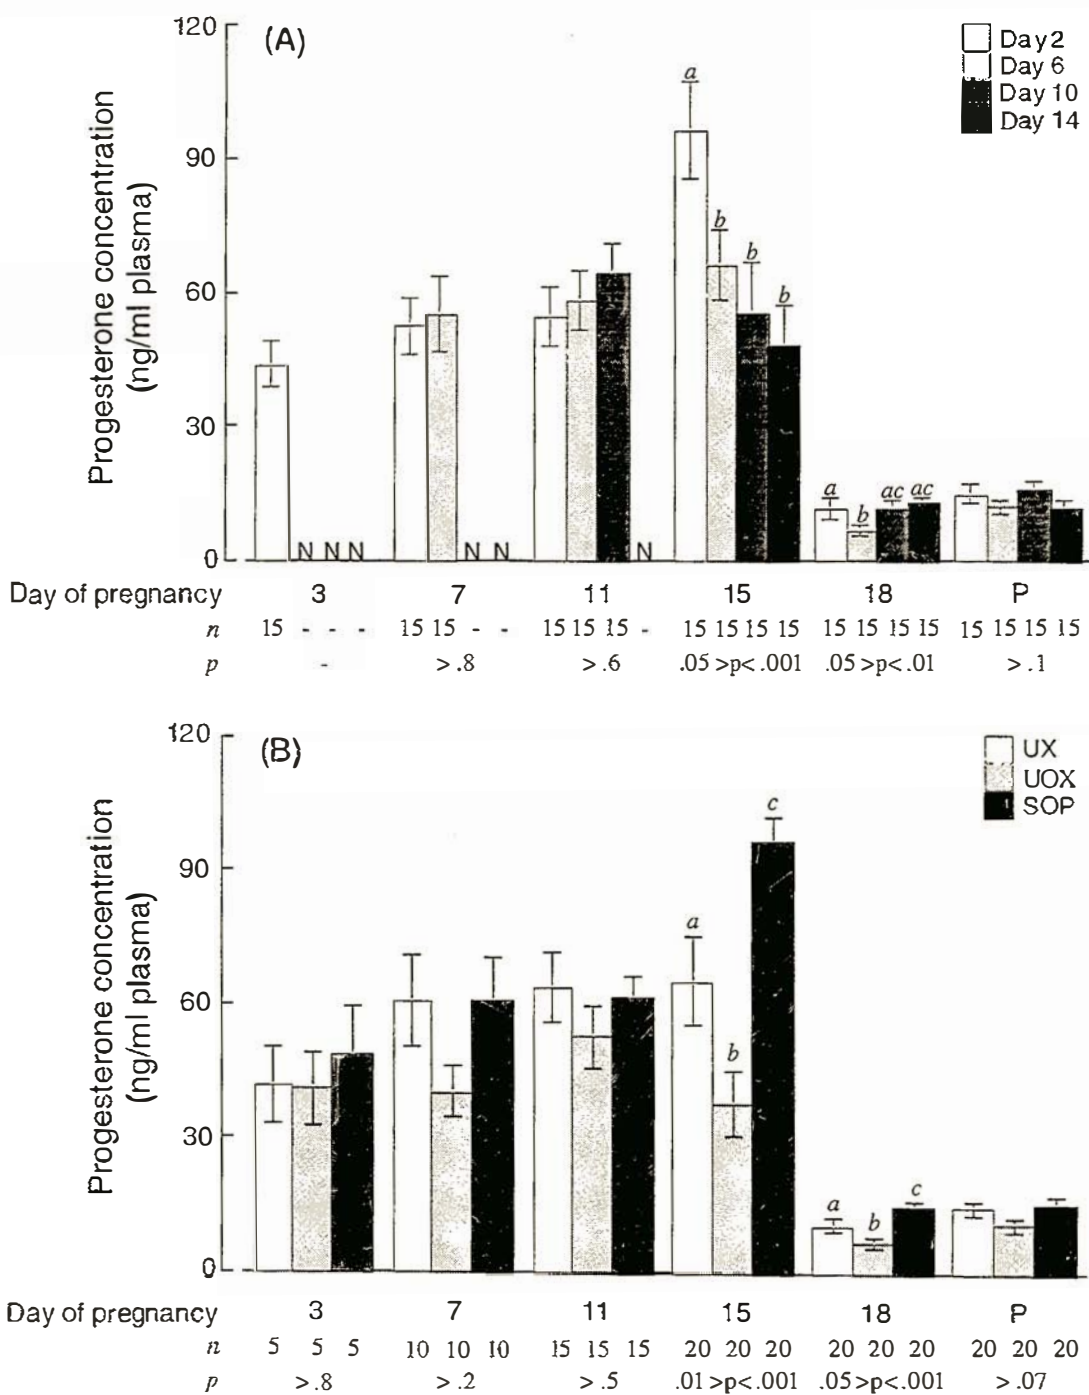 120
(A)
Day 2
Day 6
Day 10
Day 14
Progesterone concentration
(ng/ml plasma)
a
90
b
b
60
b
30
a
b
ac
ac
0
N N N
N N
N
Day of pregnancy 3 7 11 15 18 P
n 15 - - - 15 15 - - 15 15 15 - 15 15 15 15 15 15 15 15 15 15 15 15
p - >.8 >.6 .05>p<.001 .05>p<.01 >.1
120
(B)
UX
UOX
SOP
Progesterone concentration
(ng/ml plasma)
c
90
a
60
b
30
a
b
c
0
Day of pregnancy 3 7 11 15 18 P
n 5 5 5 10 10 10 15 15 15 20 20 20 20 20 20 20 20 20
p >.8 >.2 >.5 .01>p<.001 .05>p<.001 >.07